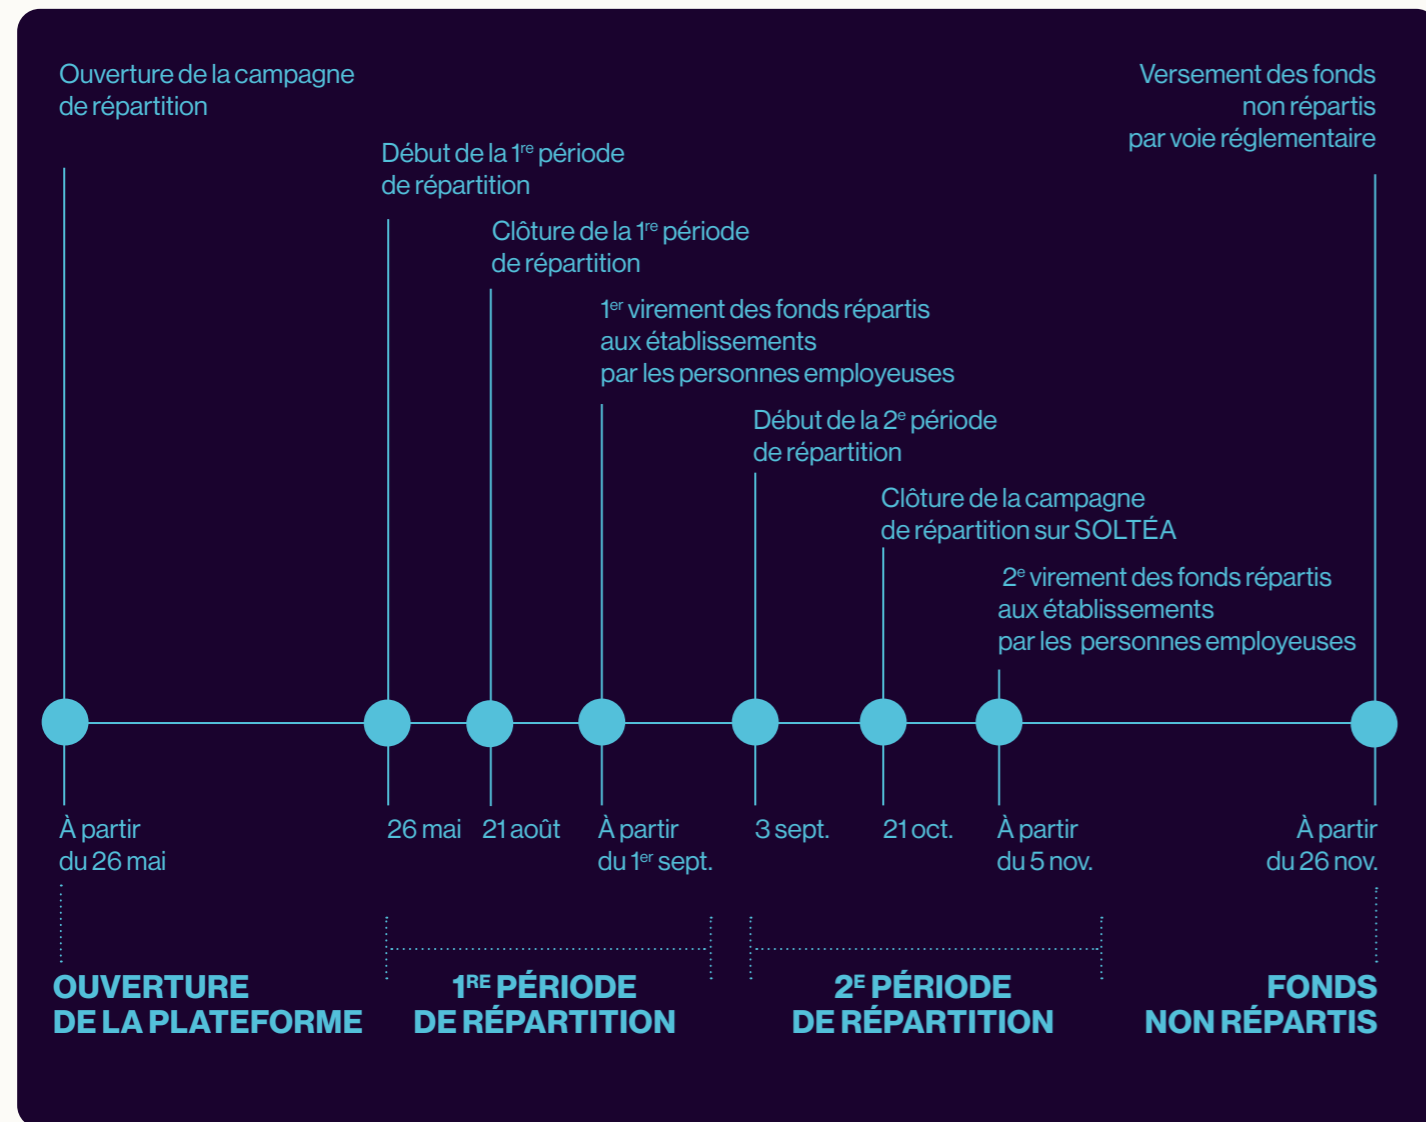 Ouverture de la campagne
de répartition
Versement des fonds
non répartis
par voie réglementaire
Début de la 1re période
de répartition
Clôture de la 1re période
de répartition
1er virement des fonds répartis
aux établissements
par les personnes employeuses
Début de la 2e période
de répartition
Clôture de la campagne
de répartition sur SOLTÉA
2e virement des fonds répartis
aux établissements
par les personnes employeuses
À partir
du 26 mai
26 mai
21 août
À partir
du 1er sept.
3 sept.
21 oct.
À partir
du 5 nov.
À partir
du 26 nov.
OUVERTURE
DE LA PLATEFORME
1RE PÉRIODE
DE RÉPARTITION
2E PÉRIODE
DE RÉPARTITION
FONDS
NON RÉPARTIS